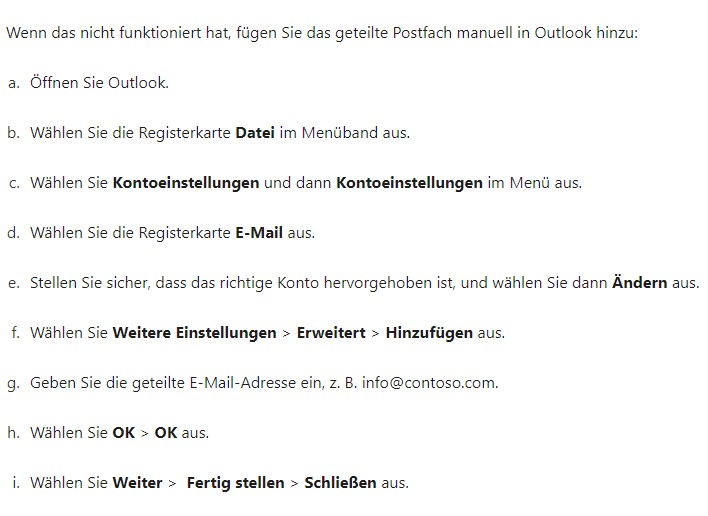 Wenn das nicht funktioniert hat, fügen Sie das geteilte Postfach manuell in Outlook hinzu:
a. Öffnen Sie Outlook.
b. Wählen Sie die Registerkarte Datei im Menüband aus.
c. Wählen Sie Kontoeinstellungen und dann Kontoeinstellungen im Menü aus.
d. Wählen Sie die Registerkarte E-Mail aus.
e. Stellen Sie sicher, dass das richtige Konto hervorgehoben ist, und wählen Sie dann Ändern aus.
f. Wählen Sie Weitere Einstellungen > Erweitert > Hinzufügen aus.
g. Geben Sie die geteilte E-Mail-Adresse ein, z. B. info@contoso.com.
h. Wählen Sie OK > OK aus.
i. Wählen Sie Weiter > Fertig stellen > Schließen aus.